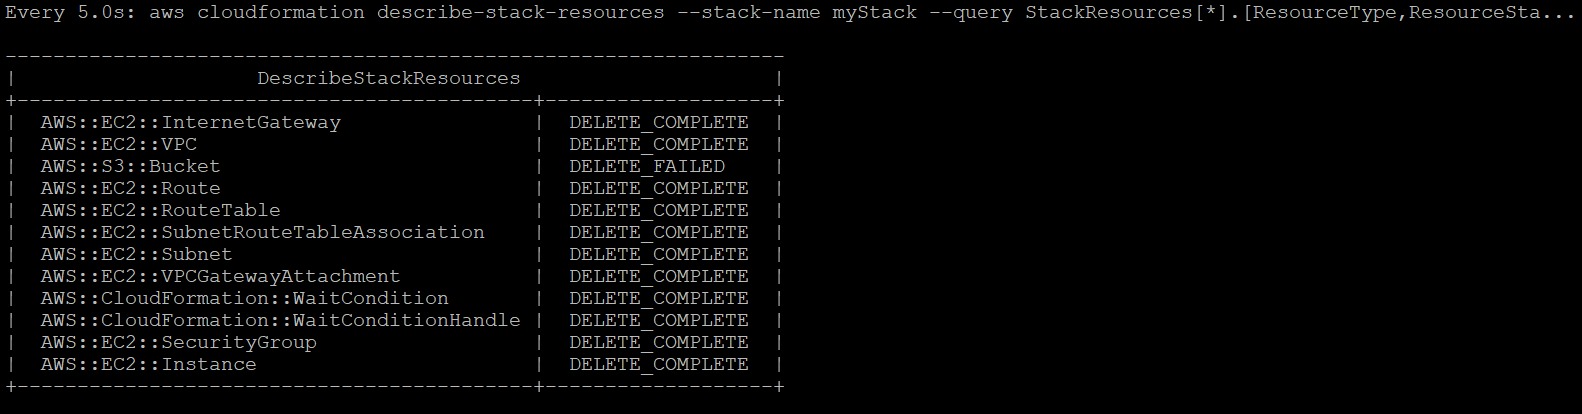 Every 5.0s: aws cloudformation describe-stack-resources --stack-name myStack --query StackResources[*].[ResourceType,ResourceSta...
-----------------------------------------------------------------
|                    DescribeStackResources                     |
+-------------------------------------------+-------------------+
|  AWS::EC2::InternetGateway                |  DELETE_COMPLETE  |
|  AWS::EC2::VPC                            |  DELETE_COMPLETE  |
|  AWS::S3::Bucket                          |  DELETE_FAILED    |
|  AWS::EC2::Route                          |  DELETE_COMPLETE  |
|  AWS::EC2::RouteTable                     |  DELETE_COMPLETE  |
|  AWS::EC2::SubnetRouteTableAssociation    |  DELETE_COMPLETE  |
|  AWS::EC2::Subnet                         |  DELETE_COMPLETE  |
|  AWS::EC2::VPCGatewayAttachment           |  DELETE_COMPLETE  |
|  AWS::CloudFormation::WaitCondition       |  DELETE_COMPLETE  |
|  AWS::CloudFormation::WaitConditionHandle |  DELETE_COMPLETE  |
|  AWS::EC2::SecurityGroup                  |  DELETE_COMPLETE  |
|  AWS::EC2::Instance                       |  DELETE_COMPLETE  |
+-------------------------------------------+-------------------+